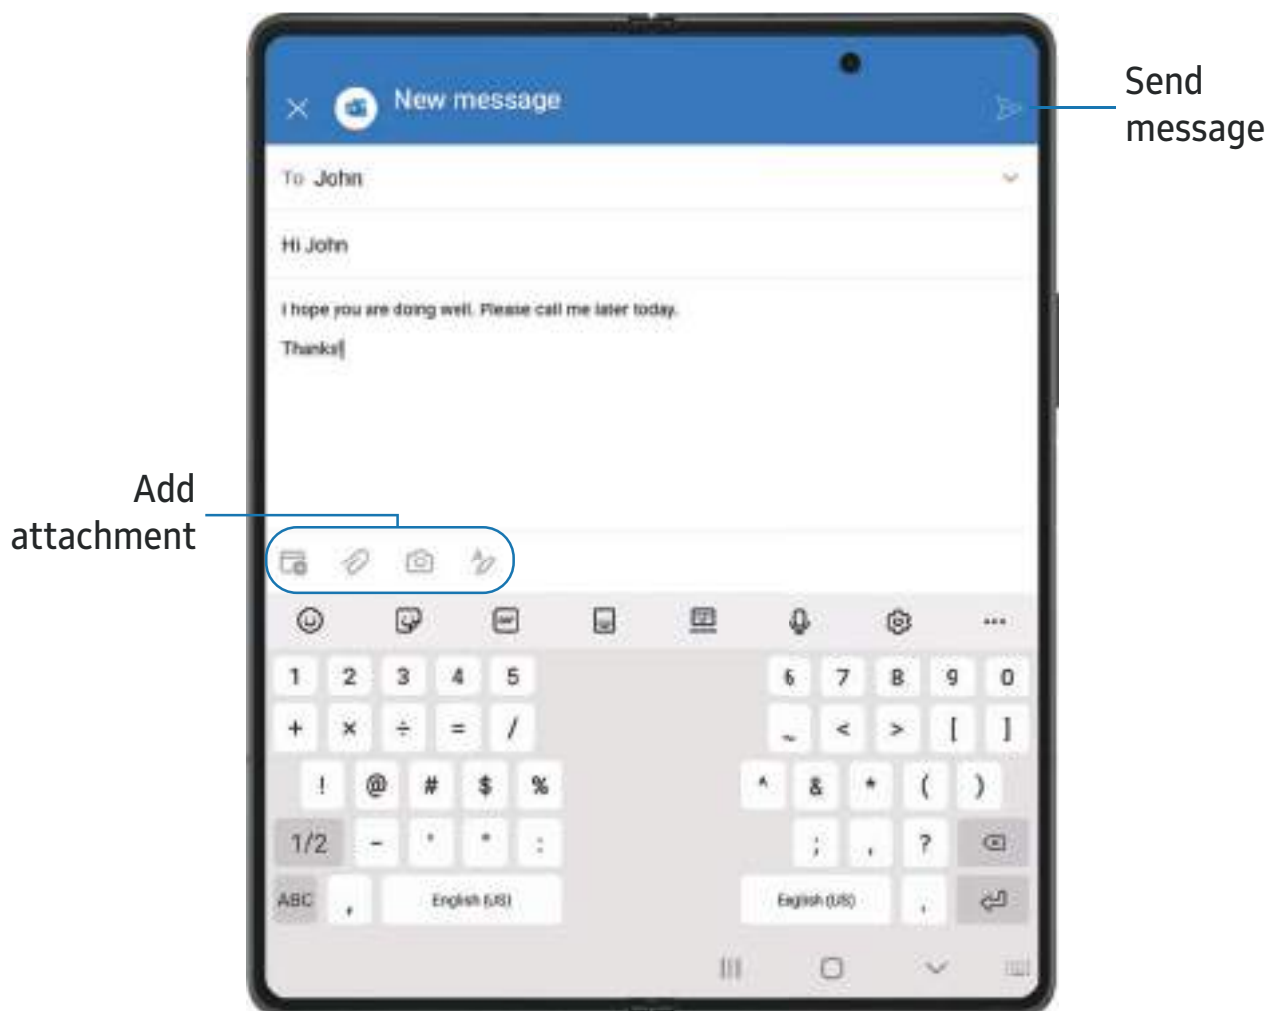 Send
message
New message
To John
Hi John
I hope you are doing well. Please call me later today.
Thanks!
Add
attachment
GIF
1 2 3 4 5 6 7 8 9 0
+ × ÷ = / ~ < > [ ]
! @ # $ % ^ & * ( )
1/2 - ' " : ; , ?
ABC , English (US) English (US) .